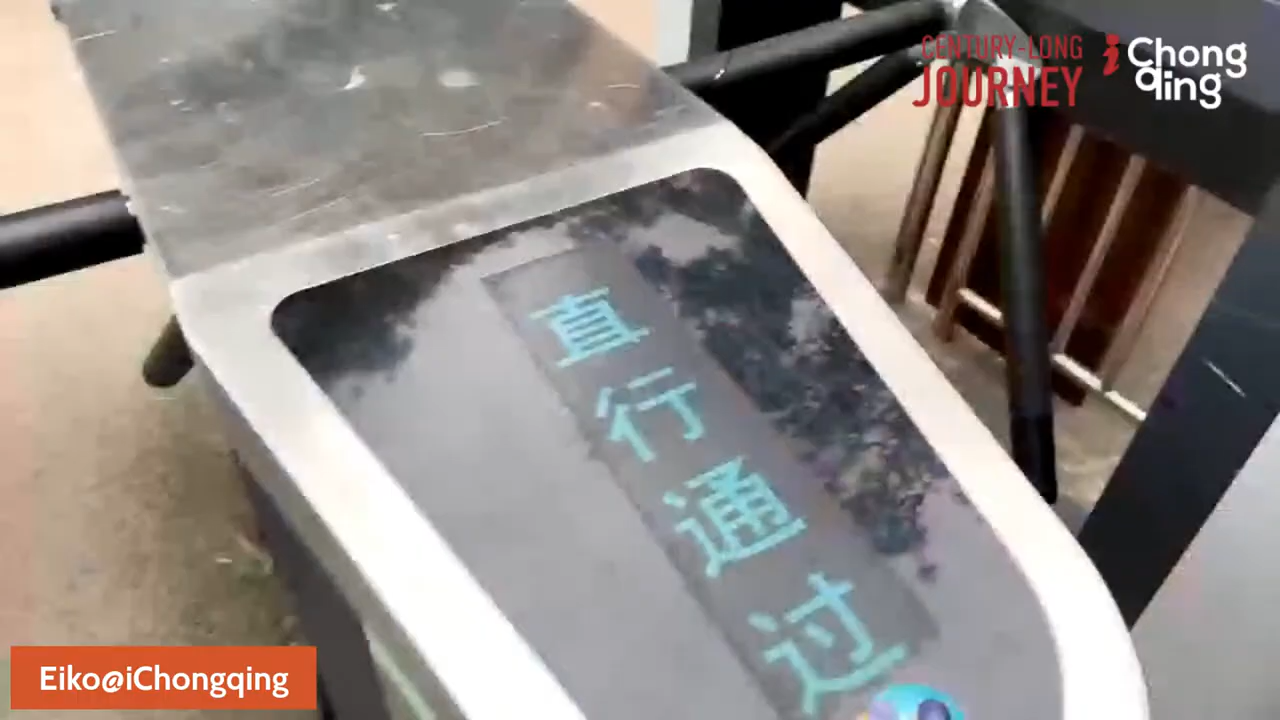 CENTURY-LONG
JOURNEY
iChong
qing
直行通过
Eiko@iChongqing